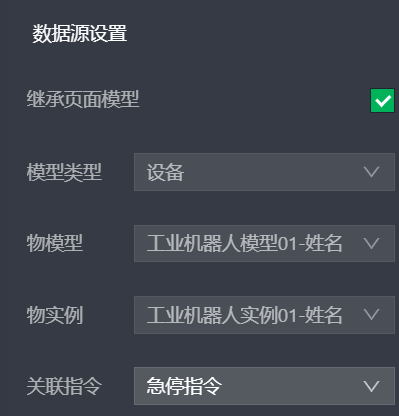 数据源设置
继承页面模型
模型类型 设备
物模型 工业机器人模型01-姓名
物实例 工业机器人实例01-姓名
关联指令 急停指令